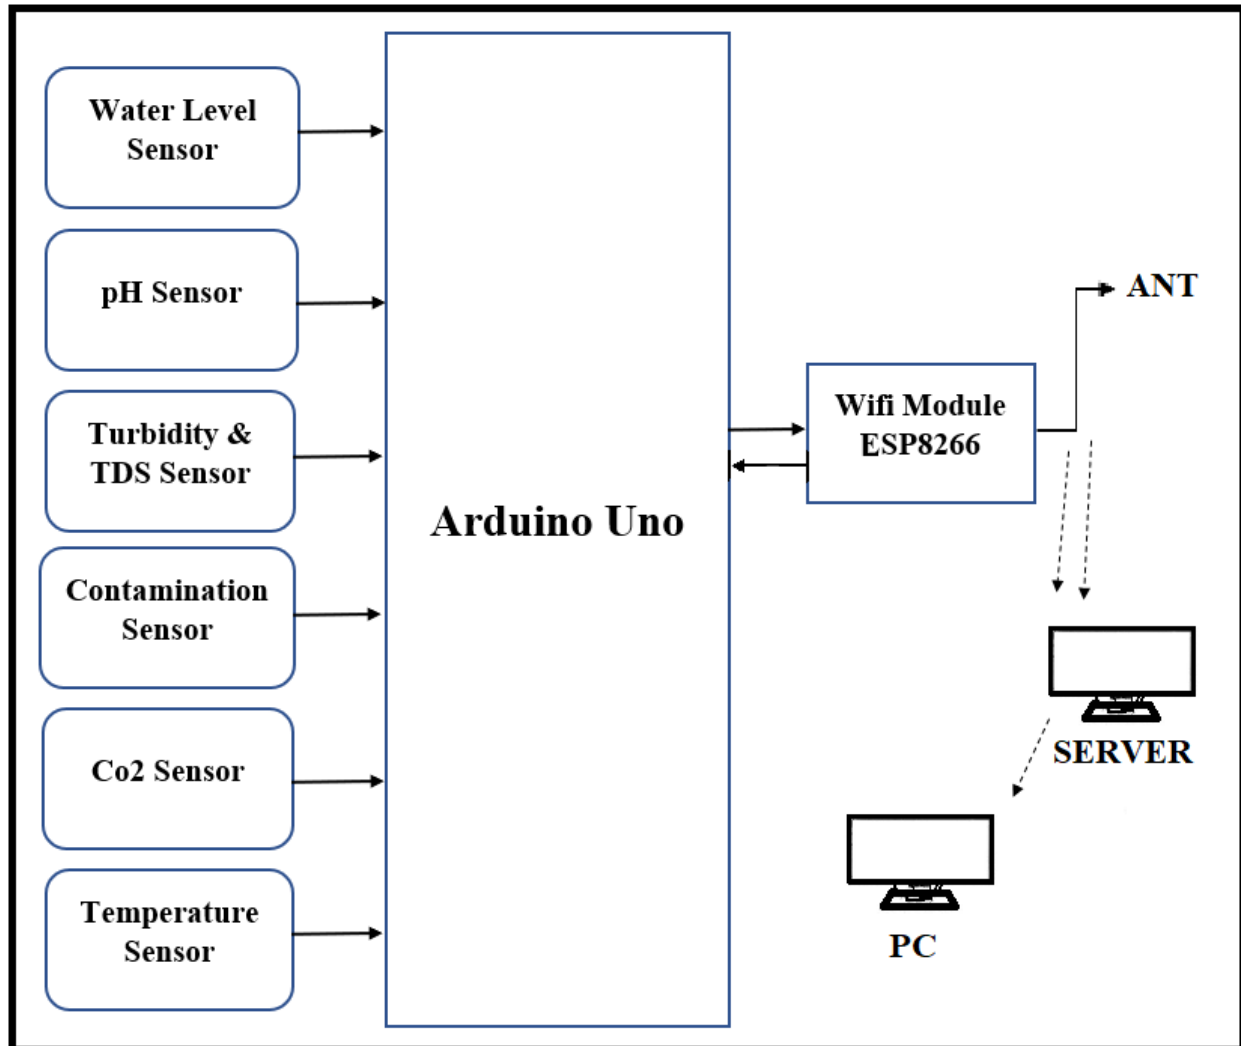 Water Level
Sensor
pH Sensor
Turbidity &
TDS Sensor
Contamination
Sensor
Co2 Sensor
Temperature
Sensor
Arduino Uno
Wifi Module
ESP8266
ANT
SERVER
PC